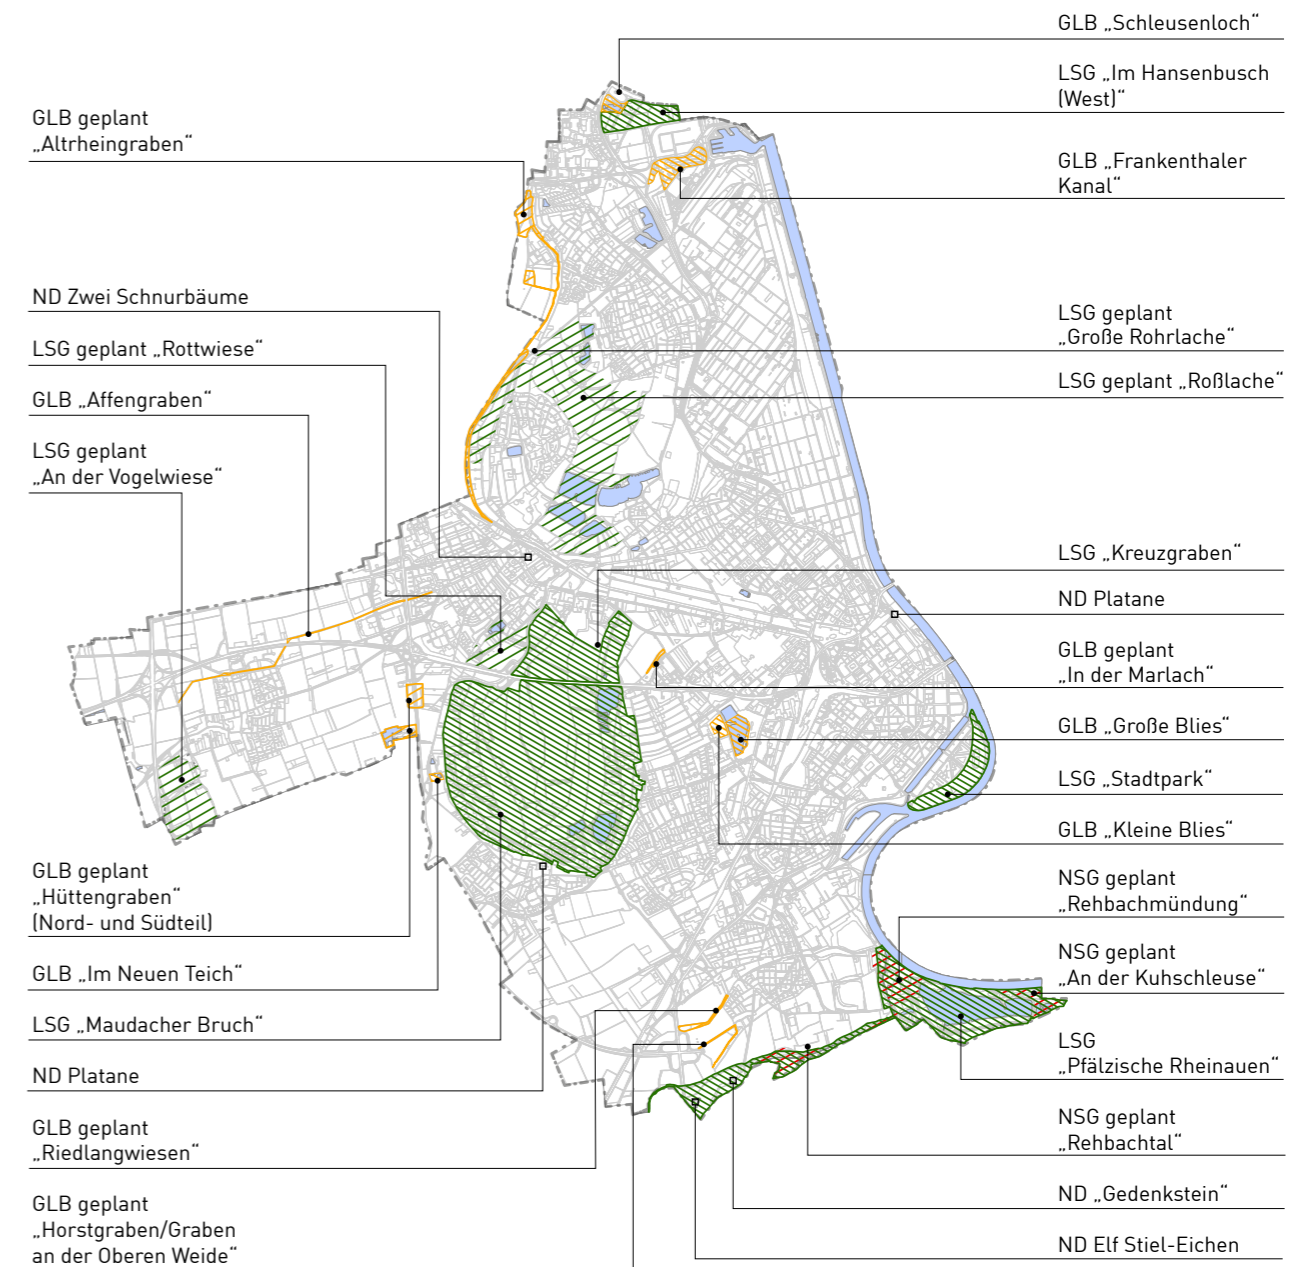 GLB geplant
„Altrheingraben“
ND Zwei Schnurbäume
LSG geplant „Rottwiese“
GLB „Affengraben“
LSG geplant
„An der Vogelwiese“
GLB geplant
„Hüttengraben“
(Nord- und Südteil)
GLB „Im Neuen Teich“
LSG „Maudacher Bruch“
ND Platane
GLB geplant
„Riedlangwiesen“
GLB geplant
„Horstgraben/Graben
an der Oberen Weide“
GLB „Schleusenloch“
LSG „Im Hansenbusch
(West)“
GLB „Frankenthaler
Kanal“
LSG geplant
„Große Rohrlache“
LSG geplant „Roßlache“
LSG „Kreuzgraben“
ND Platane
GLB geplant
„In der Marlach“
GLB „Große Blies“
LSG „Stadtpark“
GLB „Kleine Blies“
NSG geplant
„Rehbachmündung“
NSG geplant
„An der Kuhschleuse“
LSG
„Pfälzische Rheinauen“
NSG geplant
„Rehbachtal“
ND „Gedenkstein“
ND Elf Stiel-Eichen